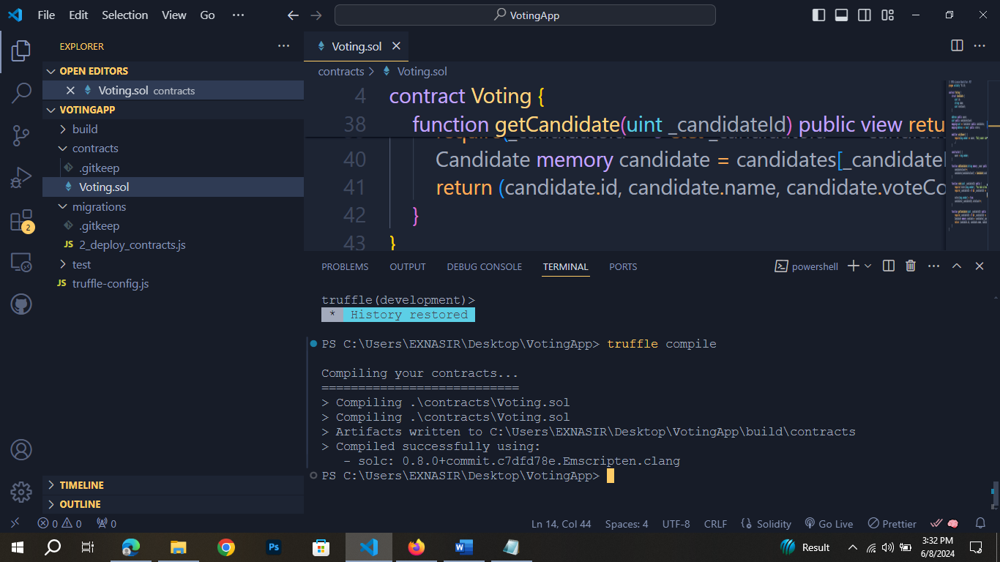 File Edit Selection View Go ··· VotingApp
EXPLORER ···
OPEN EDITORS
Voting.sol contracts
VOTINGAPP
build
contracts
.gitkeep
Voting.sol
migrations
.gitkeep
JS 2_deploy_contracts.js
test
JS truffle-config.js
TIMELINE
OUTLINE
2
Voting.sol
contracts > Voting.sol
4 contract Voting {
38 function getCandidate(uint _candidateId) public view retu
40 Candidate memory candidate = candidates[_candidateI
41 return (candidate.id, candidate.name, candidate.voteCo
42 }
43 }
PROBLEMS OUTPUT DEBUG CONSOLE TERMINAL PORTS powershell
truffle(development)>
* History restored
PS C:\Users\EXNASIR\Desktop\VotingApp> truffle compile
Compiling your contracts...
===========================
> Compiling .\contracts\Voting.sol
> Compiling .\contracts\Voting.sol
> Artifacts written to C:\Users\EXNASIR\Desktop\VotingApp\build\contracts
> Compiled successfully using:
- solc: 0.8.0+commit.c7dfd78e.Emscripten.clang
PS C:\Users\EXNASIR\Desktop\VotingApp>
0 0 0 Ln 14, Col 44 Spaces: 4 UTF-8 CRLF Solidity Go Live Prettier
Ps W Result 3:32 PM
6/8/2024